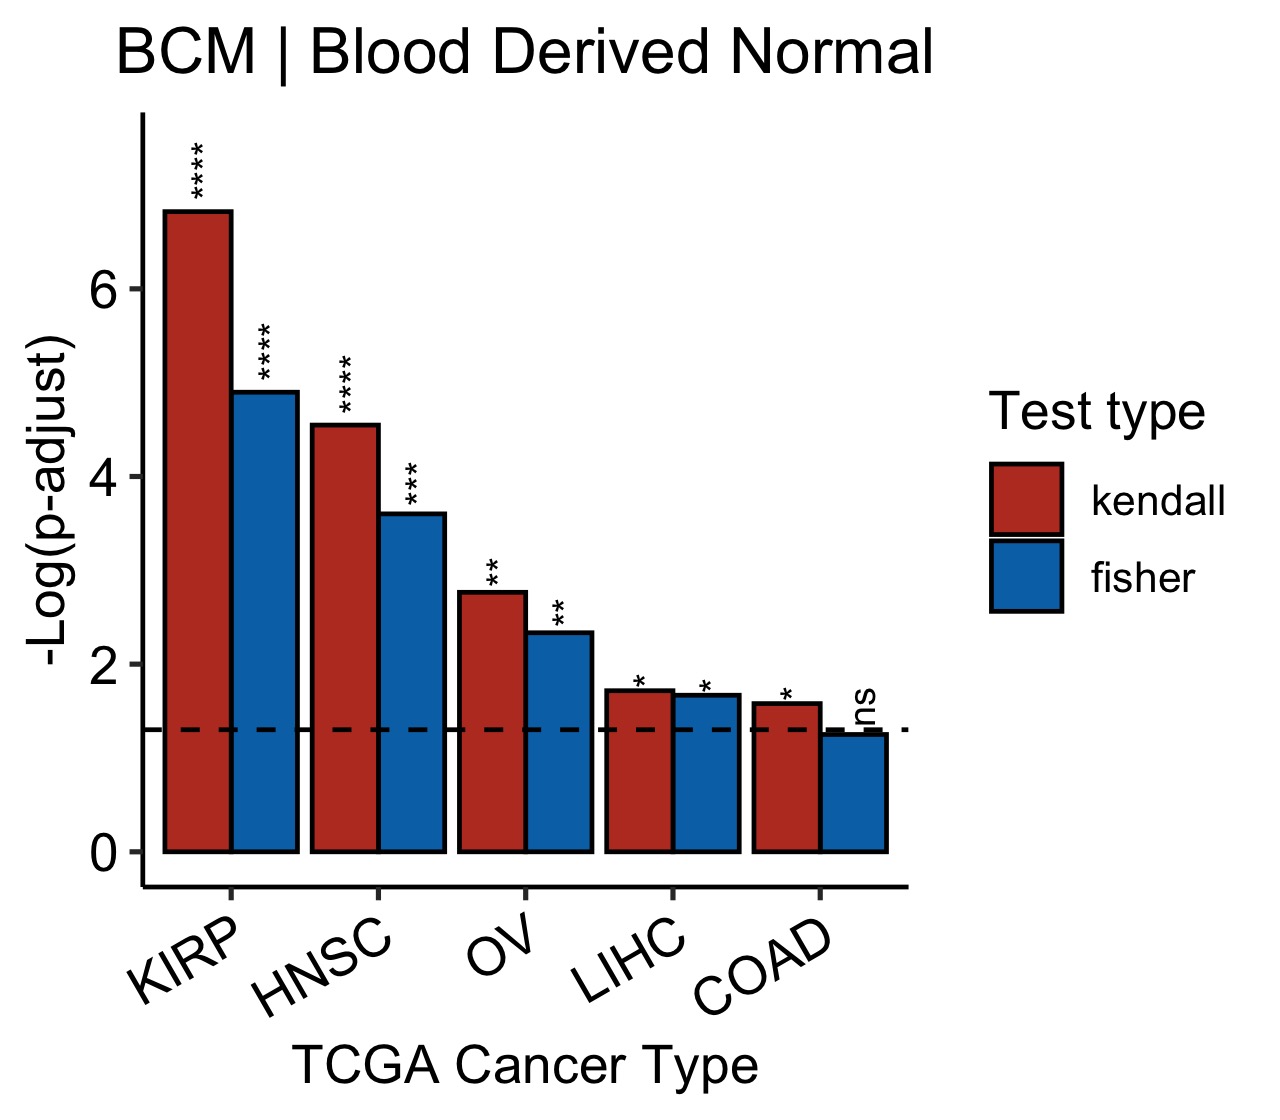 BCM | Blood Derived Normal
-Log(p-adjust)
6
4
2
0
****
****
****
***
**
**
*
*
*
ns
KIRP
HNSC
OV
LIHC
COAD
TCGA Cancer Type
Test type
kendall
fisher